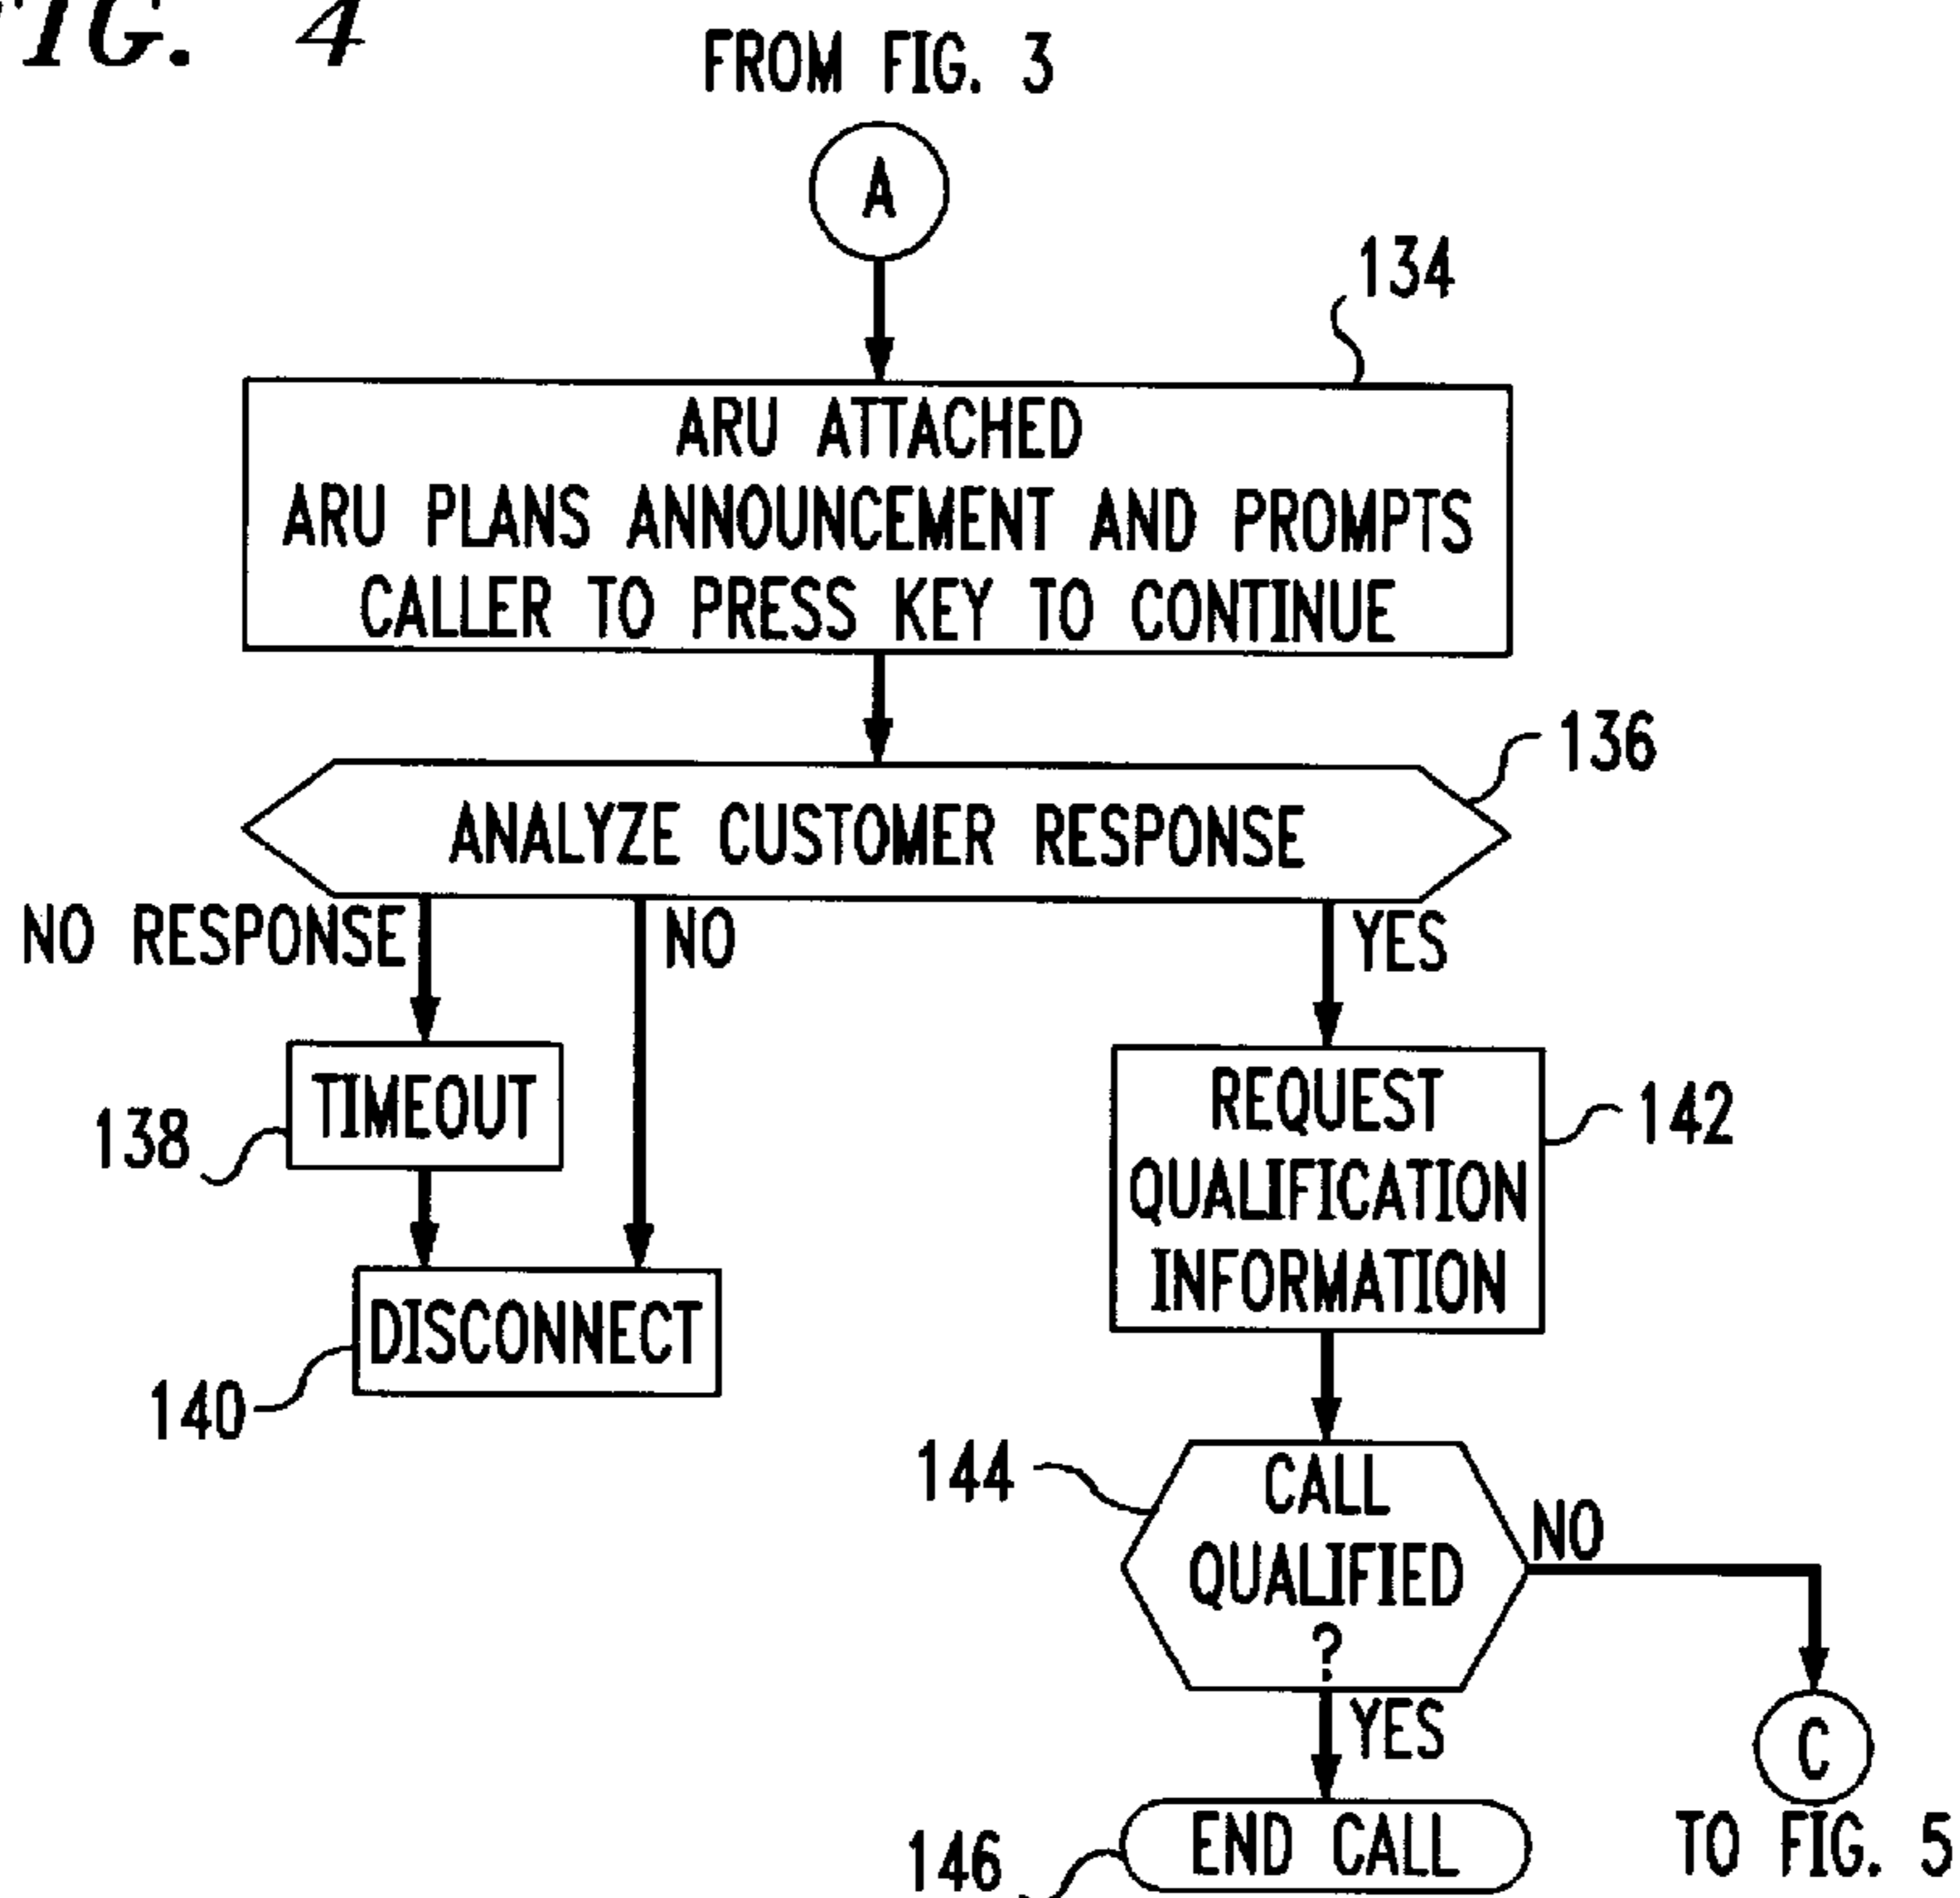 FIG. 4
FROM FIG. 3
A
134
ARU ATTACHED
ARU PLANS ANNOUNCEMENT AND PROMPTS
CALLER TO PRESS KEY TO CONTINUE
136
ANALYZE CUSTOMER RESPONSE
NO RESPONSE
NO
YES
TIMEOUT
138
REQUEST
QUALIFICATION
INFORMATION
142
DISCONNECT
140
144
CALL
QUALIFIED
?
NO
YES
C
TO FIG. 5
END CALL
146